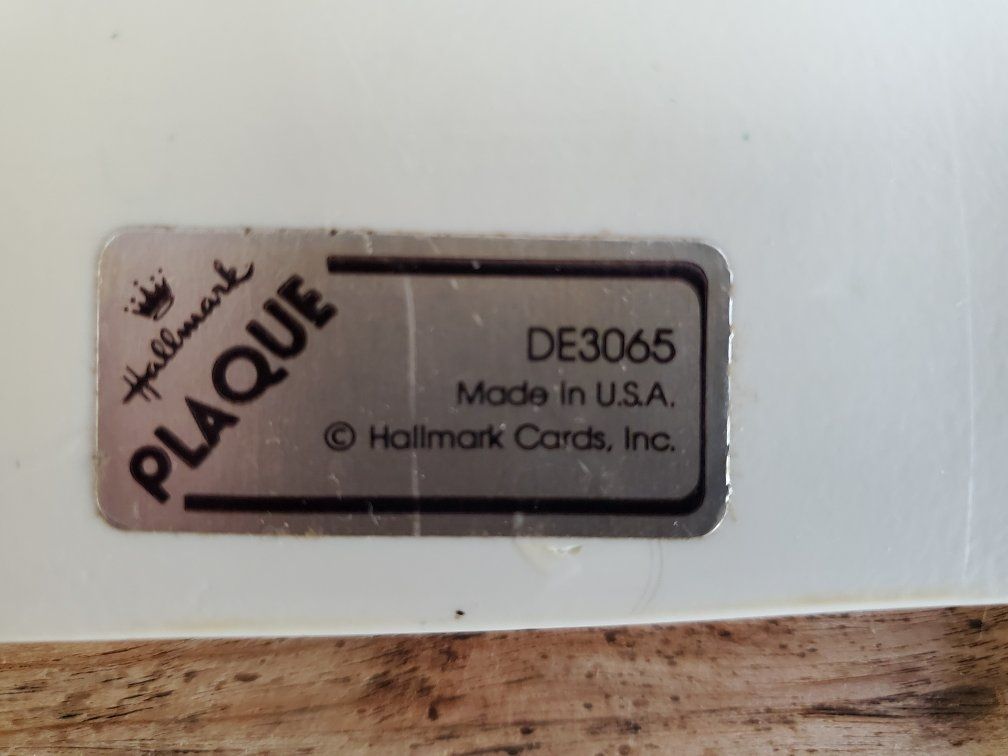 Hallmark
PLAQUE
DE3065
Made in U.S.A.
© Hallmark Cards, Inc.